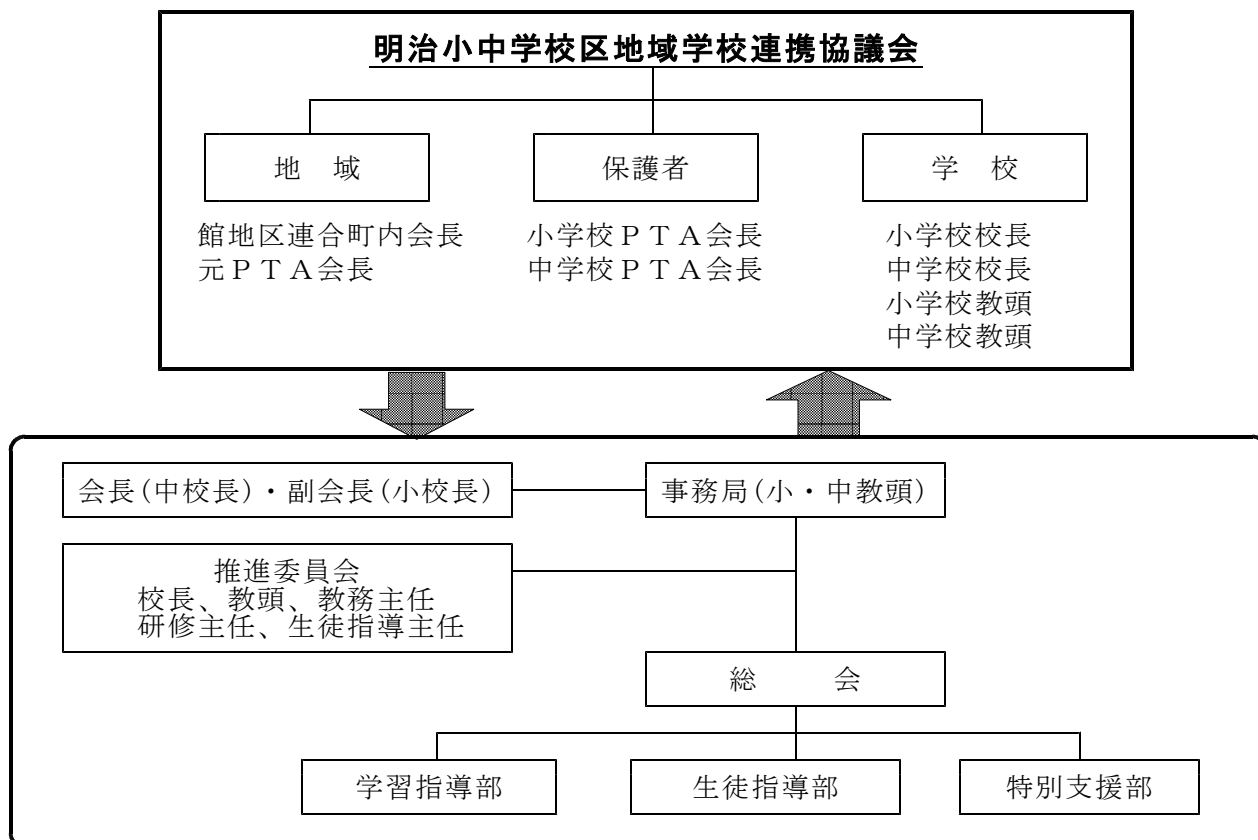 明治小中学校区地域学校連携協議会
地　域
保護者
学　校
館地区連合町内会長
元ＰＴＡ会長
小学校ＰＴＡ会長
中学校ＰＴＡ会長
小学校校長
中学校校長
小学校教頭
中学校教頭
会長(中校長)・副会長(小校長)
事務局(小・中教頭)
推進委員会
校長、教頭、教務主任
研修主任、生徒指導主任
総　　会
学習指導部
生徒指導部
特別支援部